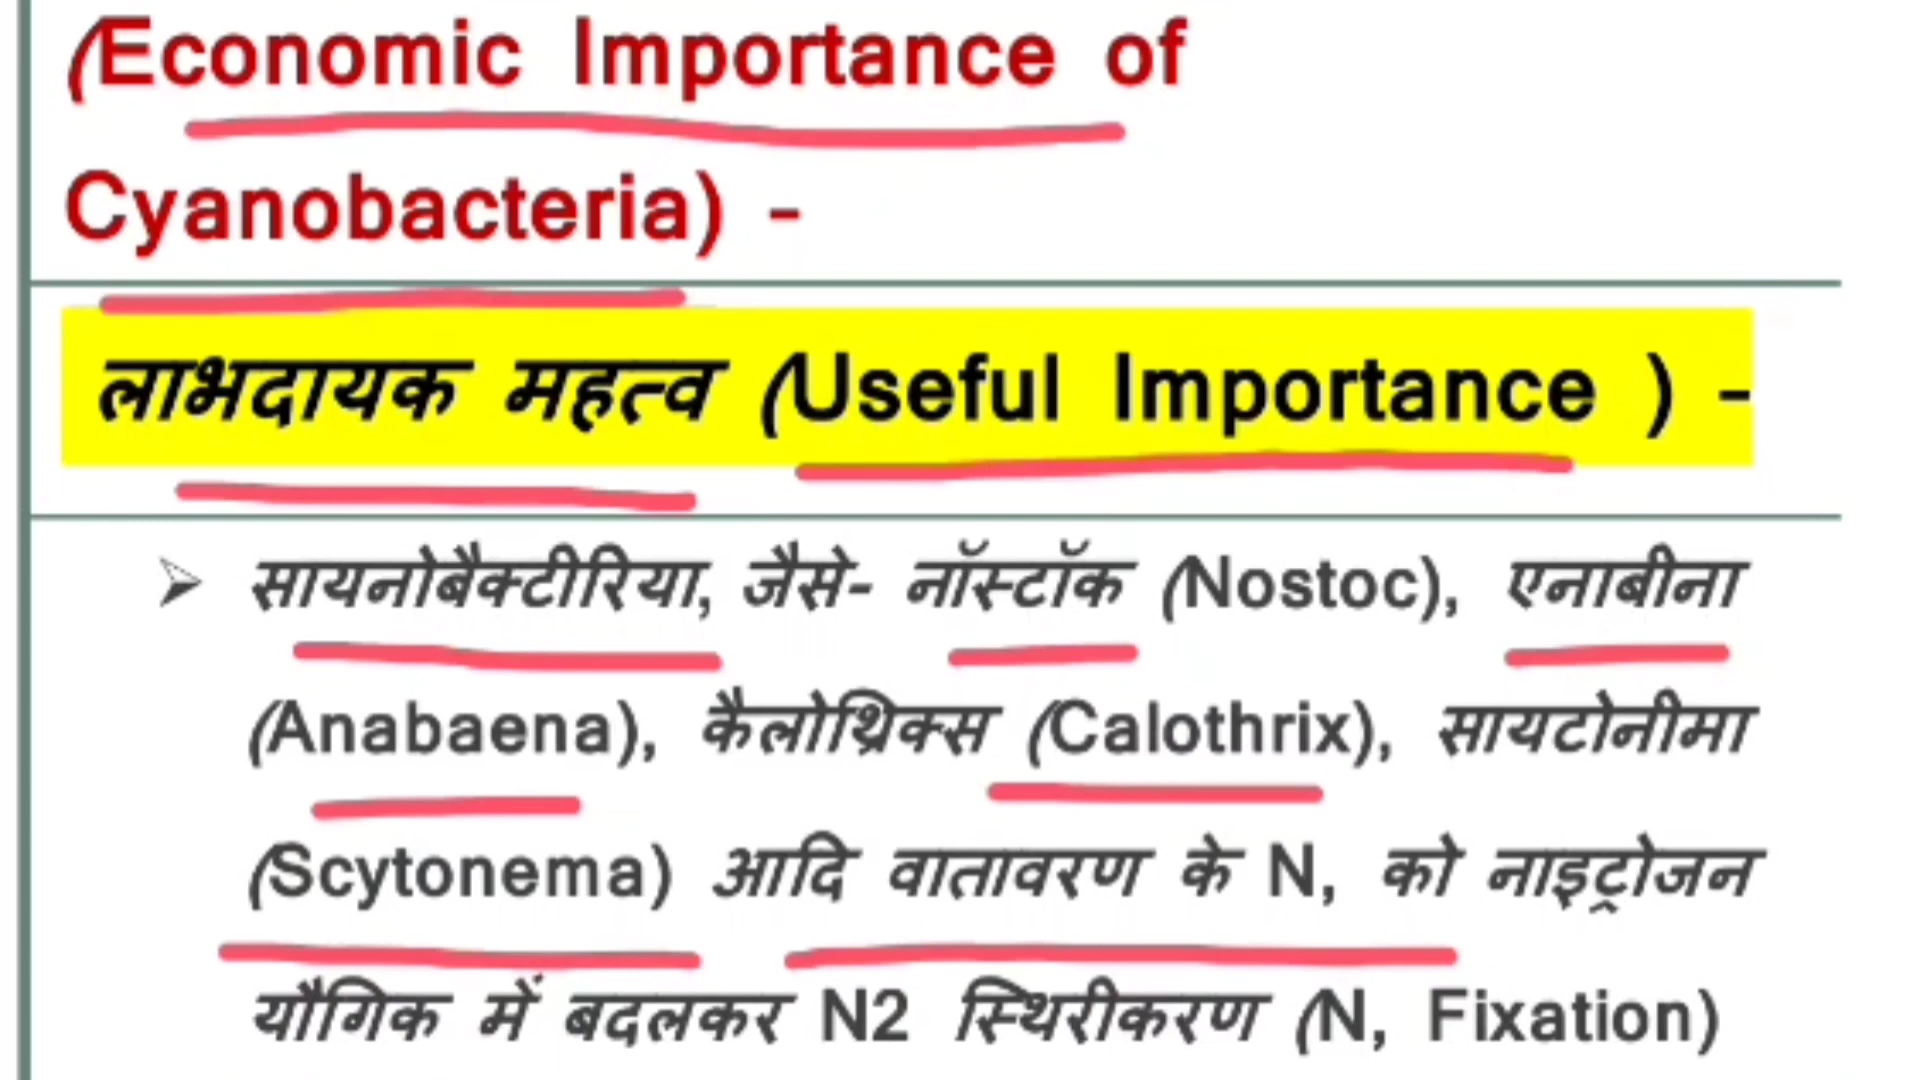 (Economic Importance of
Cyanobacteria) -
लाभदायक महत्व (Useful Importance ) -
➢ सायनोबैक्टीरिया, जैसे- नॉस्टॉक (Nostoc), एनाबीना
(Anabaena), कैलोथ्रिक्स (Calothrix), सायटोनीमा
(Scytonema) आदि वातावरण के N, को नाइट्रोजन
यौगिक में बदलकर N2 स्थिरीकरण (N, Fixation)